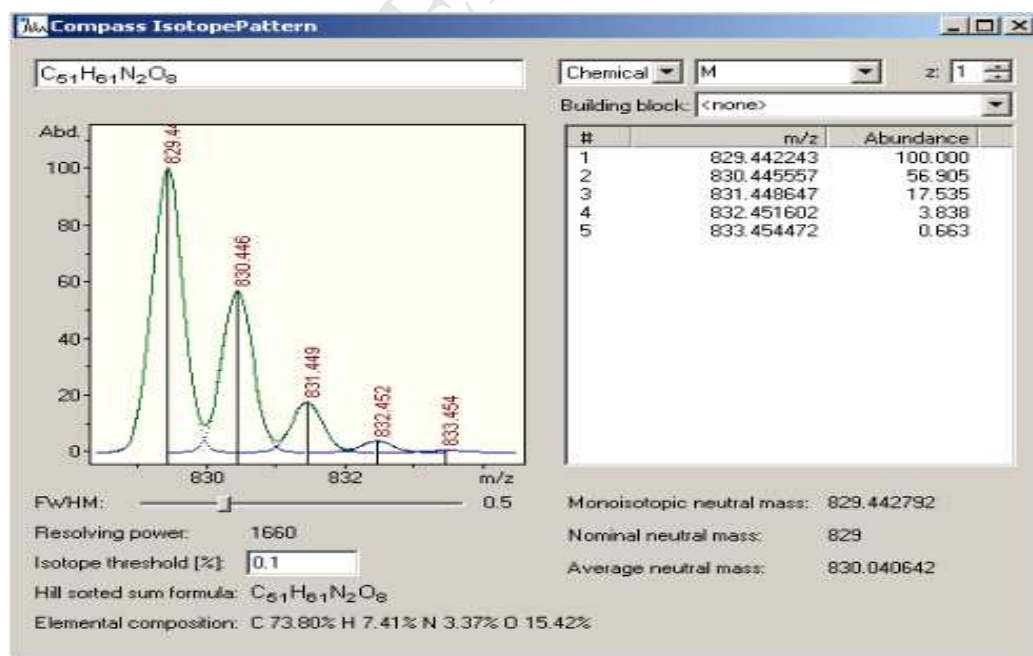 Compass IsotopePattern
C₅₁H₆₁N₂O₈
Chemical M z: 1
Building block: <none>
# m/z Abundance
1 829.442243 100.000
2 830.445557 56.905
3 831.448647 17.535
4 832.451602 3.838
5 833.454472 0.663
Abd.
100
80
60
40
20
0
829.44
830.446
831.449
832.452
833.454
830 832 m/z
FWHM: 0.5
Resolving power: 1660
Isotope threshold [%]: 0.1
Hill sorted sum formula: C₅₁H₆₁N₂O₈
Elemental composition: C 73.80% H 7.41% N 3.37% O 15.42%
Monoisotopic neutral mass: 829.442792
Nominal neutral mass: 829
Average neutral mass: 830.040642